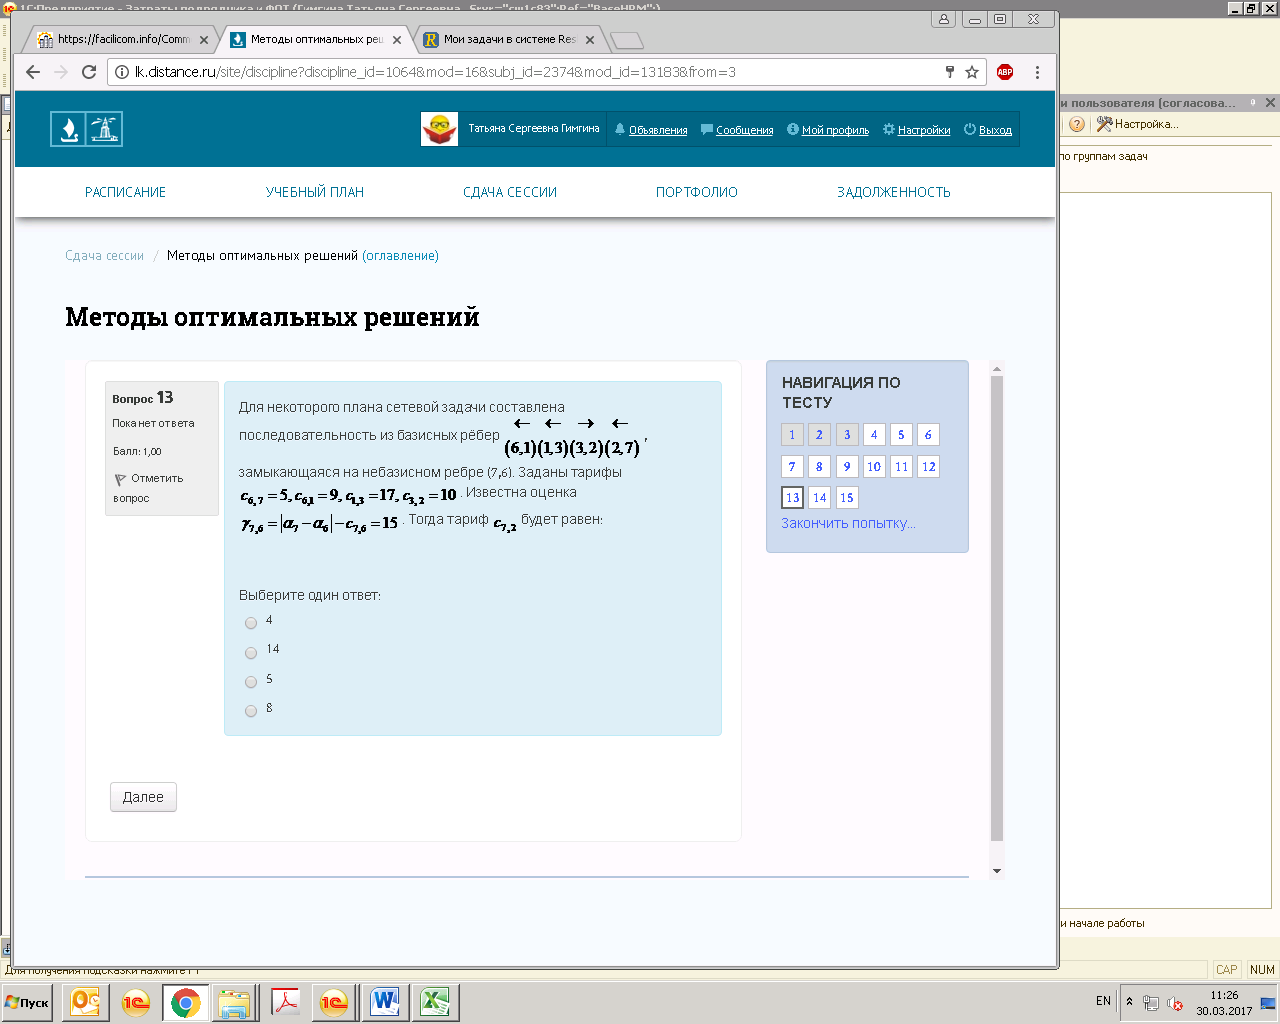 1С:Предприятие - Затраты подрядчика и ФОТ (Гимгина Татьяна Сергеевна
https://facilicom.info/Comm
Методы оптимальных реш
Мои задачи в системе Res
lk.distance.ru/site/discipline?discipline_id=1064&mod=16&subj_id=2374&mod_id=13183&from=3
ABP
и пользователя (согласова...
Настройка...
по группам задач
Татьяна Сергеевна Гимгина
Объявления
Сообщения
Мой профиль
Настройки
Выход
РАСПИСАНИЕ
УЧЕБНЫЙ ПЛАН
СДАЧА СЕССИИ
ПОРТФОЛИО
ЗАДОЛЖЕННОСТЬ
Сдача сессии / Методы оптимальных решений (оглавление)
Методы оптимальных решений
Вопрос 13
Пока нет ответа
Балл: 1,00
Отметить
вопрос
Для некоторого плана сетевой задачи составлена
последовательность из базисных рёбер (6,1)(1,3)(3,2)(2,7) ,
замыкающаяся на небазисном ребре (7,6). Заданы тарифы
c6,7 = 5, c6,1 = 9, c1,3 = 17, c3,2 = 10 . Известна оценка
γ7,6 = |α7 − α6| − c7,6 = 15 . Тогда тариф c7,2 будет равен:
Выберите один ответ:
4
14
5
8
Далее
НАВИГАЦИЯ ПО
ТЕСТУ
1 2 3 4 5 6
7 8 9 10 11 12
13 14 15
Закончить попытку...
и начале работы
Для получения подсказки нажмите F1
CAP
NUM
Пуск
EN
11:26
30.03.2017